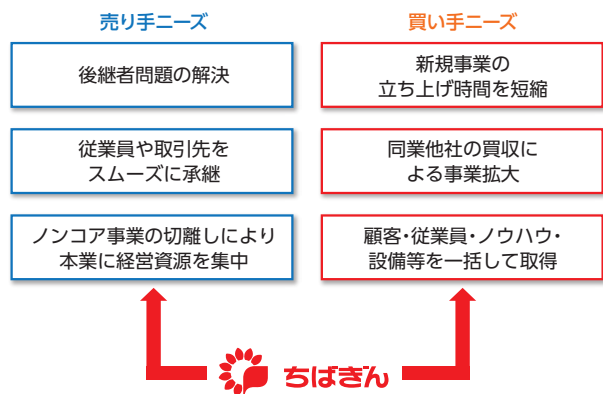 売り手ニーズ
後継者問題の解決
従業員や取引先を
スムーズに承継
ノンコア事業の切離しにより
本業に経営資源を集中
買い手ニーズ
新規事業の
立ち上げ時間を短縮
同業他社の買収に
よる事業拡大
顧客・従業員・ノウハウ・
設備等を一括して取得
ちばぎん